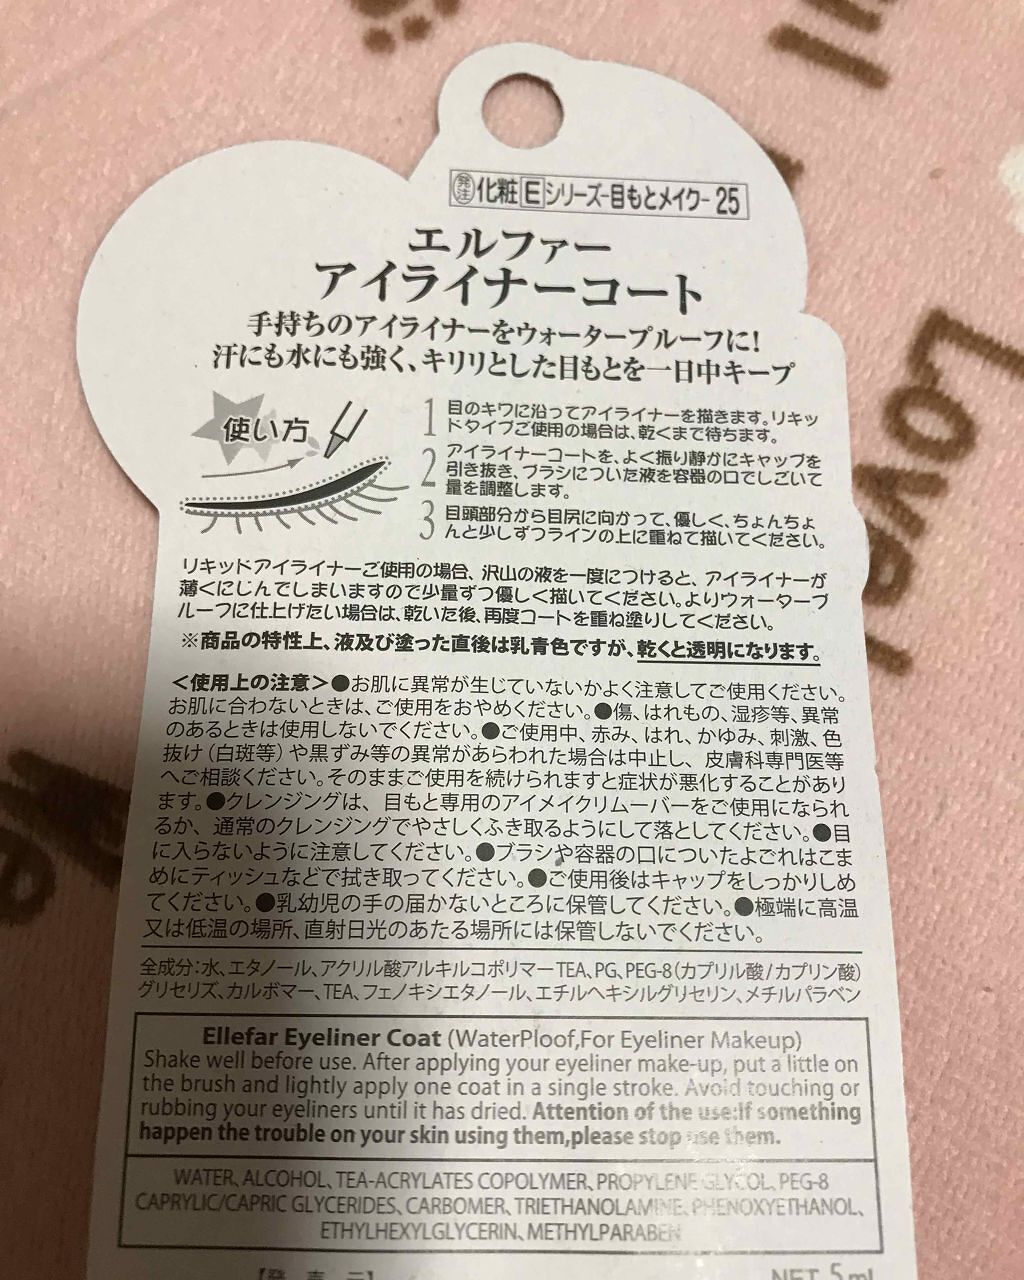 発注 化粧 E シリーズ-目もとメイク- 25
エルファー
アイライナーコート
手持ちのアイライナーをウォータープルーフに!
汗にも水にも強く、キリリとした目もとを一日中キープ
使い方
1 目のキワに沿ってアイライナーを描きます。リキッ
ドタイプご使用の場合は、乾くまで待ちます。
2 アイライナーコートを、よく振り静かにキャップを
引き抜き、ブラシについた液を容器の口でしごいて
量を調整します。
3 目頭部分から目尻に向かって、優しく、ちょんちょ
んと少しずつラインの上に重ねて描いてください。
リキッドアイライナーご使用の場合、沢山の液を一度につけると、アイライナーが
薄くにじんでしまいますので少量ずつ優しく描いてください。よりウォータープ
ルーフに仕上げたい場合は、乾いた後、再度コートを重ね塗りしてください。
※商品の特性上、液及び塗った直後は乳青色ですが、乾くと透明になります。
<使用上の注意>●お肌に異常が生じていないかよく注意してご使用ください。
お肌に合わないときは、ご使用をおやめください。●傷、はれもの、湿疹等、異常
のあるときは使用しないでください。●ご使用中、赤み、はれ、かゆみ、刺激、色
抜け(白斑等)や黒ずみ等の異常があらわれた場合は中止し、皮膚科専門医等
へご相談ください。そのままご使用を続けられますと症状が悪化することがあり
ます。●クレンジングは、目もと専用のアイメイクリムーバーをご使用になられ
るか、通常のクレンジングでやさしくふき取るようにして落としてください。●目
に入らないように注意してください。●ブラシや容器の口についたよごれはこま
めにティッシュなどで拭き取ってください。●ご使用後はキャップをしっかりしめ
てください。●乳幼児の手の届かないところに保管してください。●極端に高温
又は低温の場所、直射日光のあたる場所には保管しないでください。
全成分:水、エタノール、アクリル酸アルキルコポリマーTEA、PG、PEG-8(カプリル酸/カプリン酸)
グリセリズ、カルボマー、TEA、フェノキシエタノール、エチルヘキシルグリセリン、メチルパラベン
Ellefar Eyeliner Coat (WaterPloof,For Eyeliner Makeup)
Shake well before use. After applying your eyeliner make-up, put a little on
the brush and lightly apply one coat in a single stroke. Avoid touching or
rubbing your eyeliners until it has dried. Attention of the use:If something
happen the trouble on your skin using them,please stop use them.
WATER、ALCOHOL、TEA-ACRYLATES COPOLYMER、PROPYLENE GLYCOL、PEG-8
CAPRYLIC/CAPRIC GLYCERIDES、CARBOMER、TRIETHANOLAMINE、PHENOXYETHANOL、
ETHYLHEXYLGLYCERIN、METHYLPARABEN
NET 5ml
Lovely